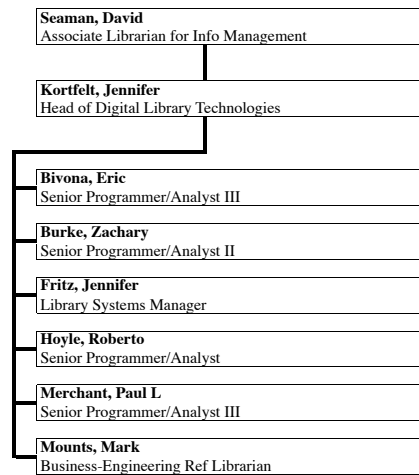 Seaman, David
Associate Librarian for Info Management
Kortfelt, Jennifer
Head of Digital Library Technologies
Bivona, Eric
Senior Programmer/Analyst III
Burke, Zachary
Senior Programmer/Analyst II
Fritz, Jennifer
Library Systems Manager
Hoyle, Roberto
Senior Programmer/Analyst
Merchant, Paul L
Senior Programmer/Analyst III
Mounts, Mark
Business-Engineering Ref Librarian